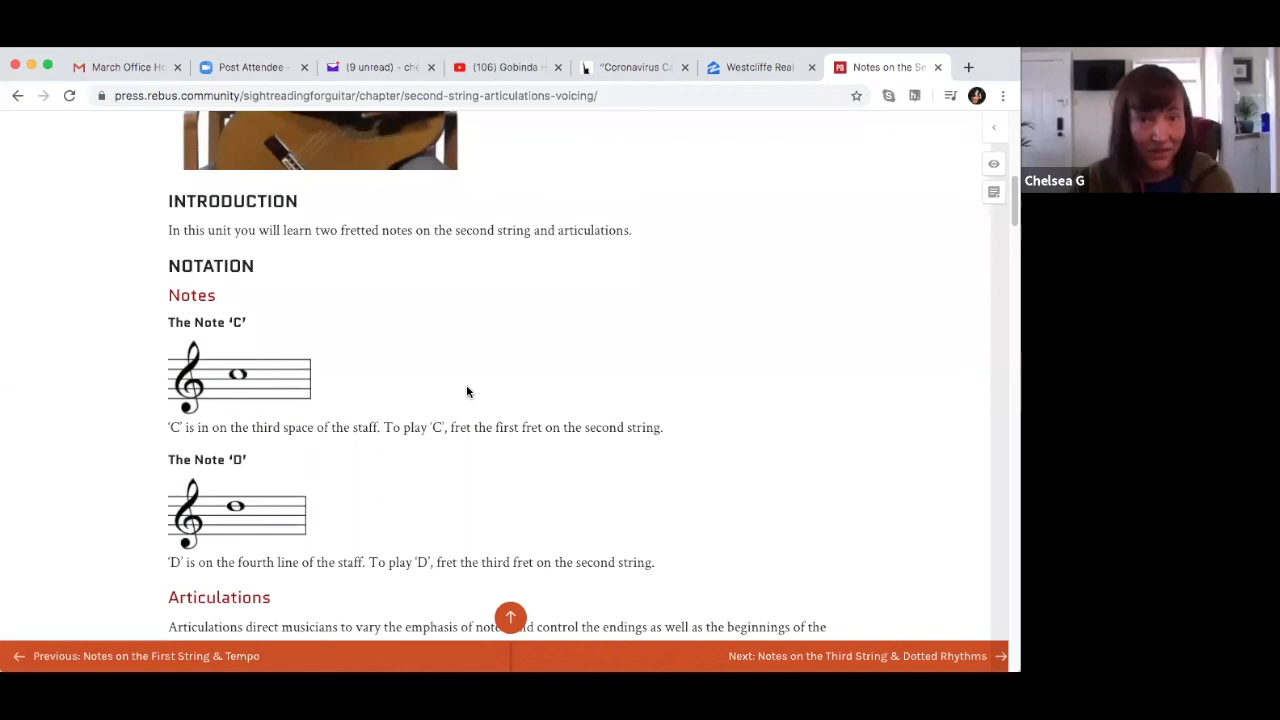 March Office Ho
Post Attendee -
(9 unread) - che
(106) Gobinda H
"Coronavirus Ca
Westcliffe Real
PB
Notes on the Se
press.rebus.community/sightreadingforguitar/chapter/second-string-articulations-voicing/
Chelsea G
INTRODUCTION
In this unit you will learn two fretted notes on the second string and articulations.
NOTATION
Notes
The Note ‘C’
‘C’ is in on the third space of the staff. To play ‘C’, fret the first fret on the second string.
The Note ‘D’
‘D’ is on the fourth line of the staff. To play ‘D’, fret the third fret on the second string.
Articulations
Articulations direct musicians to vary the emphasis of note nd control the endings as well as the beginnings of the
← Previous: Notes on the First String & Tempo
Next: Notes on the Third String & Dotted Rhythms →